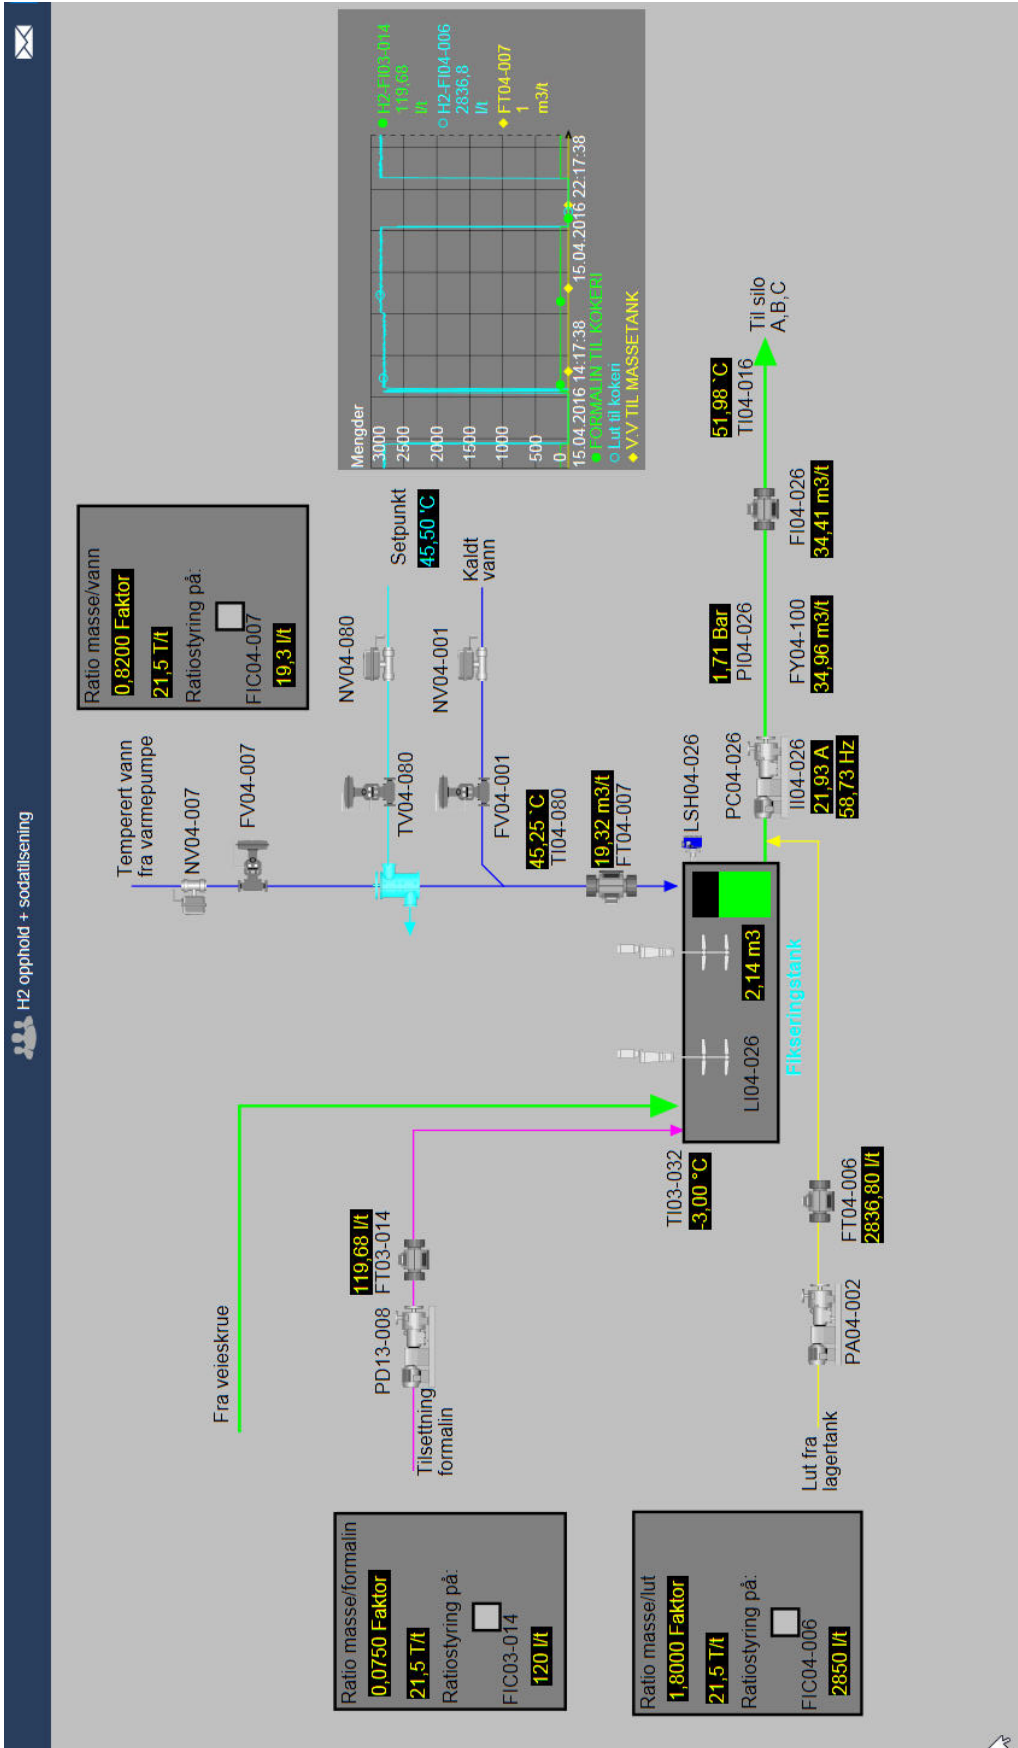 H2 opphold + sodatilsening
Ratio masse/formalin
0,0750 Faktor
21,5 T/t
Ratiostyring på:
FIC03-014
120 l/t
Ratio masse/lut
1,8000 Faktor
21,5 T/t
Ratiostyring på:
FIC04-006
2850 l/t
Fra veieskrue
Tilsettning
formalin
PD13-008
119,68 l/t
FT03-014
Lut fra
lagertank
PA04-002
FT04-006
2836,80 l/t
TI03-032
-3,00 °C
LI04-026
2,14 m3
Fikseringstank
LSH04-026
Temperert vann
fra varmepumpe
NV04-007
FV04-007
TV04-080
NV04-080
Setpunkt
45,50 'C
FV04-001
NV04-001
Kaldt
vann
45,25 `C
TI04-080
19,32 m3/t
FT04-007
Ratio masse/vann
0,8200 Faktor
21,5 T/t
Ratiostyring på:
FIC04-007
19,3 l/t
PC04-026
II04-026
21,93 A
58,73 Hz
1,71 Bar
PI04-026
FY04-100
34,96 m3/t
FI04-026
34,41 m3/t
51,98 `C
TI04-016
Til silo
A,B,C
Mengder
3000
2500
2000
1500
1000
500
0
15.04.2016 14:17:38
15.04.2016 22:17:38
FORMALIN TIL KOKERI
Lut til kokeri
V.V TIL MASSETANK
H2-FI03-014
119,68
l/t
H2-FI04-006
2836,8
l/t
FT04-007
1
m3/t